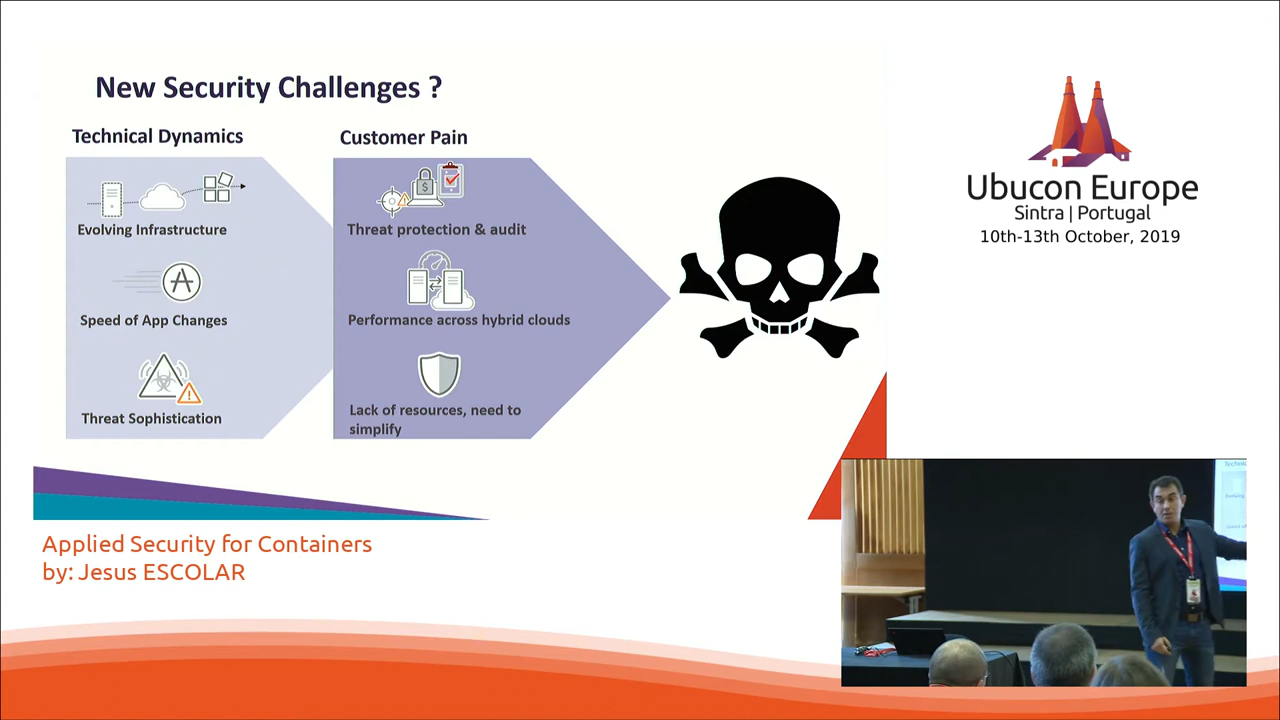 New Security Challenges ?
Technical Dynamics
Customer Pain
Evolving Infrastructure
Threat protection & audit
Speed of App Changes
Performance across hybrid clouds
Threat Sophistication
Lack of resources, need to
simplify
Ubucon Europe
Sintra | Portugal
10th-13th October, 2019
Applied Security for Containers
by: Jesus ESCOLAR